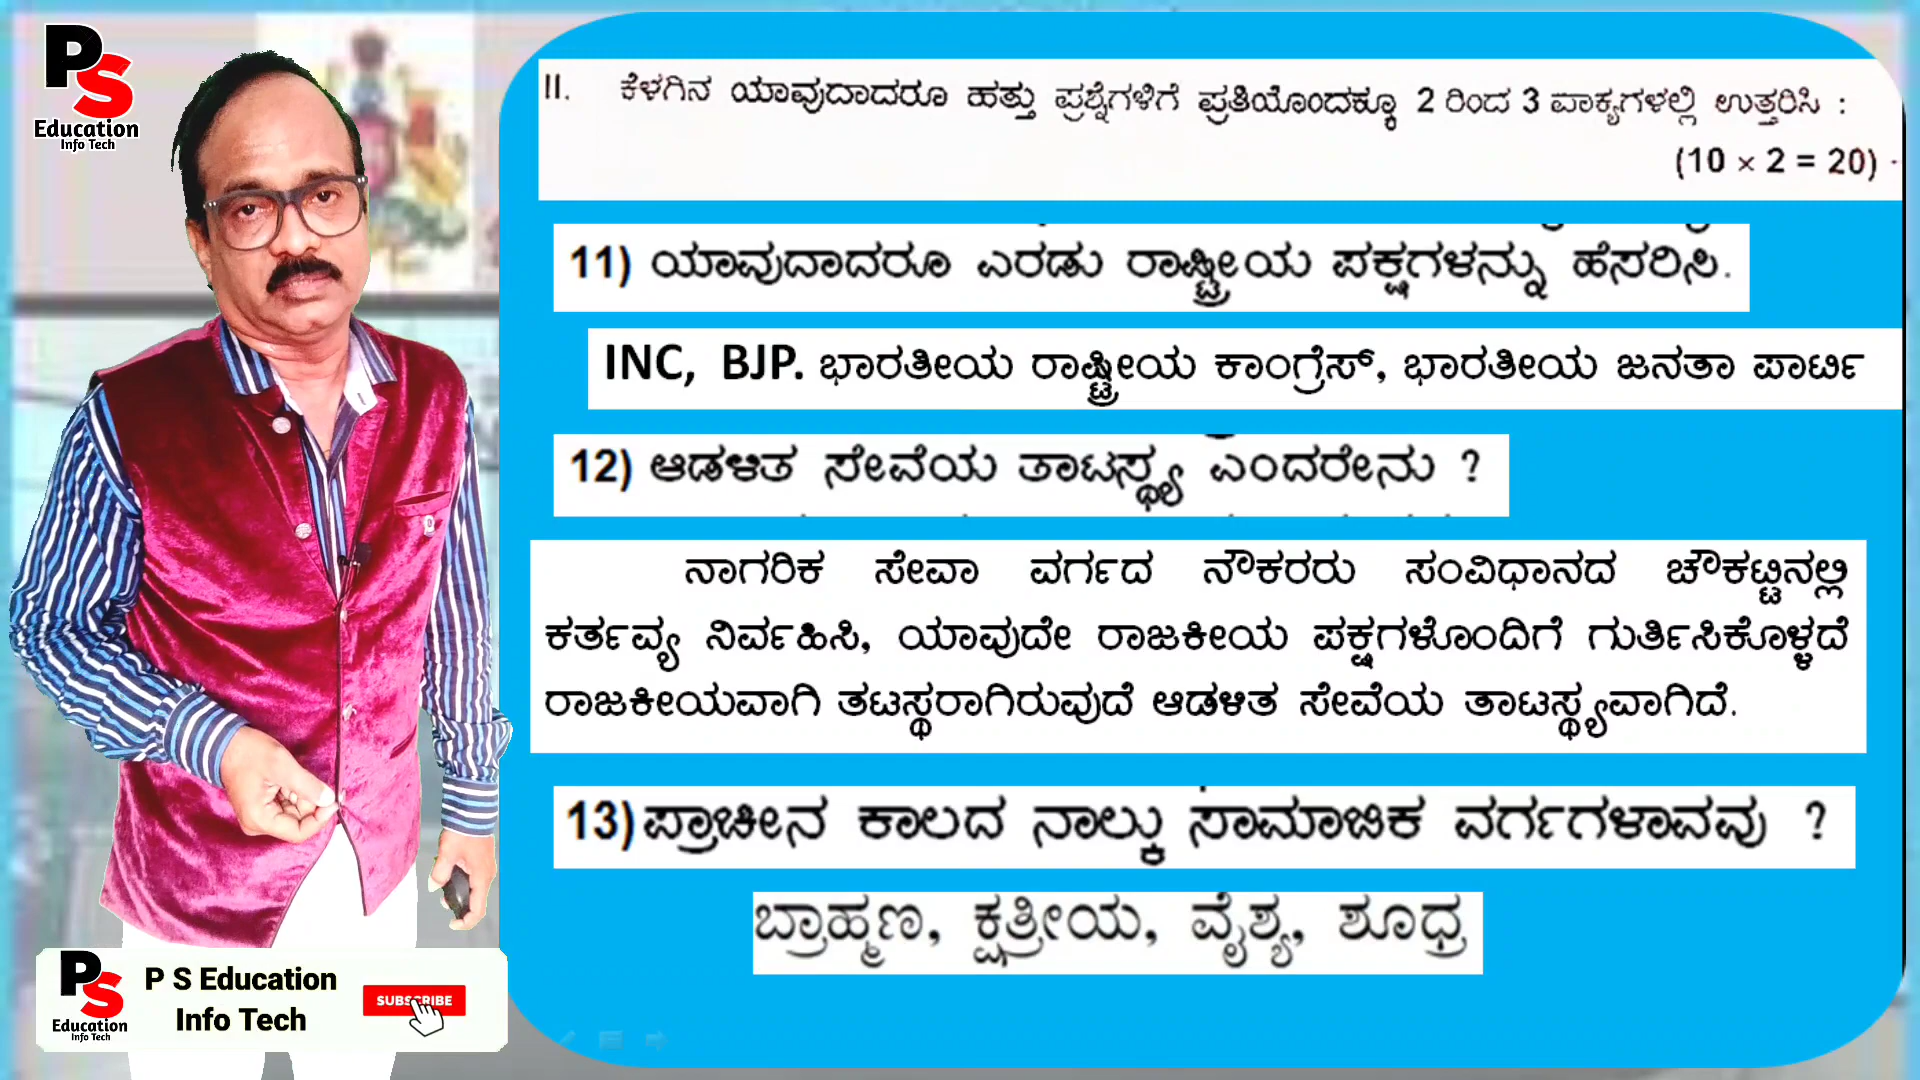 PS
Education
Info Tech
II. ಕೆಳಗಿನ ಯಾವುದಾದರೂ ಹತ್ತು ಪ್ರಶ್ನೆಗಳಿಗೆ ಪ್ರತಿಯೊಂದಕ್ಕೂ 2 ರಿಂದ 3 ವಾಕ್ಯಗಳಲ್ಲಿ ಉತ್ತರಿಸಿ :
(10 × 2 = 20)
11) ಯಾವುದಾದರೂ ಎರಡು ರಾಷ್ಟ್ರೀಯ ಪಕ್ಷಗಳನ್ನು ಹೆಸರಿಸಿ.
INC, BJP. ಭಾರತೀಯ ರಾಷ್ಟ್ರೀಯ ಕಾಂಗ್ರೆಸ್, ಭಾರತೀಯ ಜನತಾ ಪಾರ್ಟಿ
12) ಆಡಳಿತ ಸೇವೆಯ ತಾಟಸ್ಥ್ಯ ಎಂದರೇನು ?
ನಾಗರಿಕ ಸೇವಾ ವರ್ಗದ ನೌಕರರು ಸಂವಿಧಾನದ ಚೌಕಟ್ಟಿನಲ್ಲಿ
ಕರ್ತವ್ಯ ನಿರ್ವಹಿಸಿ, ಯಾವುದೇ ರಾಜಕೀಯ ಪಕ್ಷಗಳೊಂದಿಗೆ ಗುರ್ತಿಸಿಕೊಳ್ಳದೆ
ರಾಜಕೀಯವಾಗಿ ತಟಸ್ಥರಾಗಿರುವುದೆ ಆಡಳಿತ ಸೇವೆಯ ತಾಟಸ್ಥ್ಯವಾಗಿದೆ.
13) ಪ್ರಾಚೀನ ಕಾಲದ ನಾಲ್ಕು ಸಾಮಾಜಿಕ ವರ್ಗಗಳಾವವು ?
ಬ್ರಾಹ್ಮಣ, ಕ್ಷತ್ರೀಯ, ವೈಶ್ಯ, ಶೂಧ್ರ
PS
Education
Info Tech
P S Education
Info Tech
SUBSCRIBE